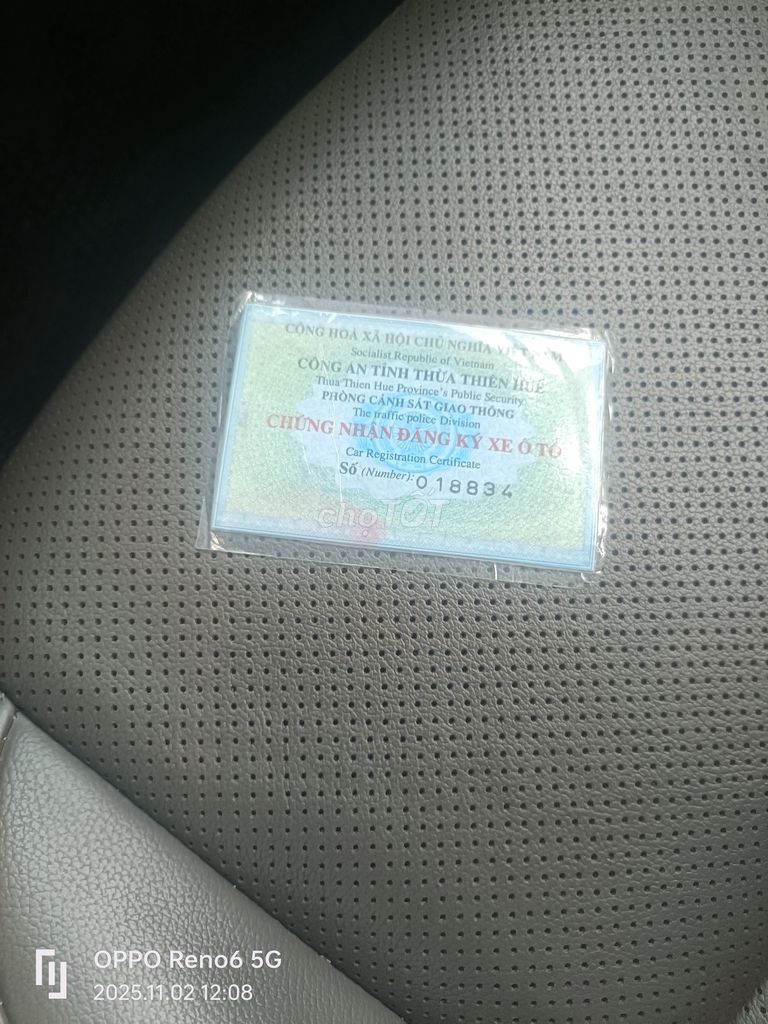 CỘNG HOÀ XÃ HỘI CHỦ NGHĨA VIỆT NAM
Socialist Republic of Vietnam
CÔNG AN TỈNH THỪA THIÊN HUẾ
Thua Thien Hue Province's Public Security
PHÒNG CẢNH SÁT GIAO THÔNG
The traffic police Division
CHỨNG NHẬN ĐĂNG KÝ XE Ô TÔ
Car Registration Certificate
Số (Number): 018834
chợTỐT
OPPO Reno6 5G
2025.11.02 12:08